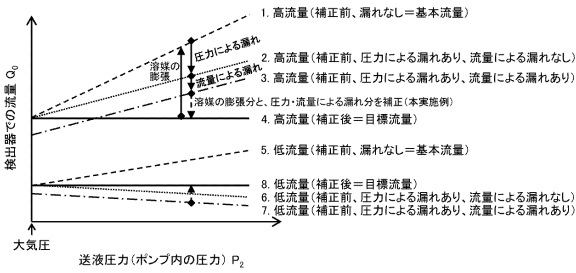 1. 高流量(補正前、漏れなし＝基本流量)
圧力による漏れ
溶媒の
膨張
2. 高流量(補正前、圧力による漏れあり、流量による漏れなし)
流量による漏れ
3. 高流量(補正前、圧力による漏れあり、流量による漏れあり)
溶媒の膨張分と、圧力・流量による漏れ分を補正(本実施例)
4. 高流量(補正後＝目標流量)
検出器での流量 Q0
5. 低流量(補正前、漏れなし＝基本流量)
8. 低流量(補正後＝目標流量)
6. 低流量(補正前、圧力による漏れあり、流量による漏れなし)
7. 低流量(補正前、圧力による漏れあり、流量による漏れあり)
大気圧
送液圧力(ポンプ内の圧力) P2